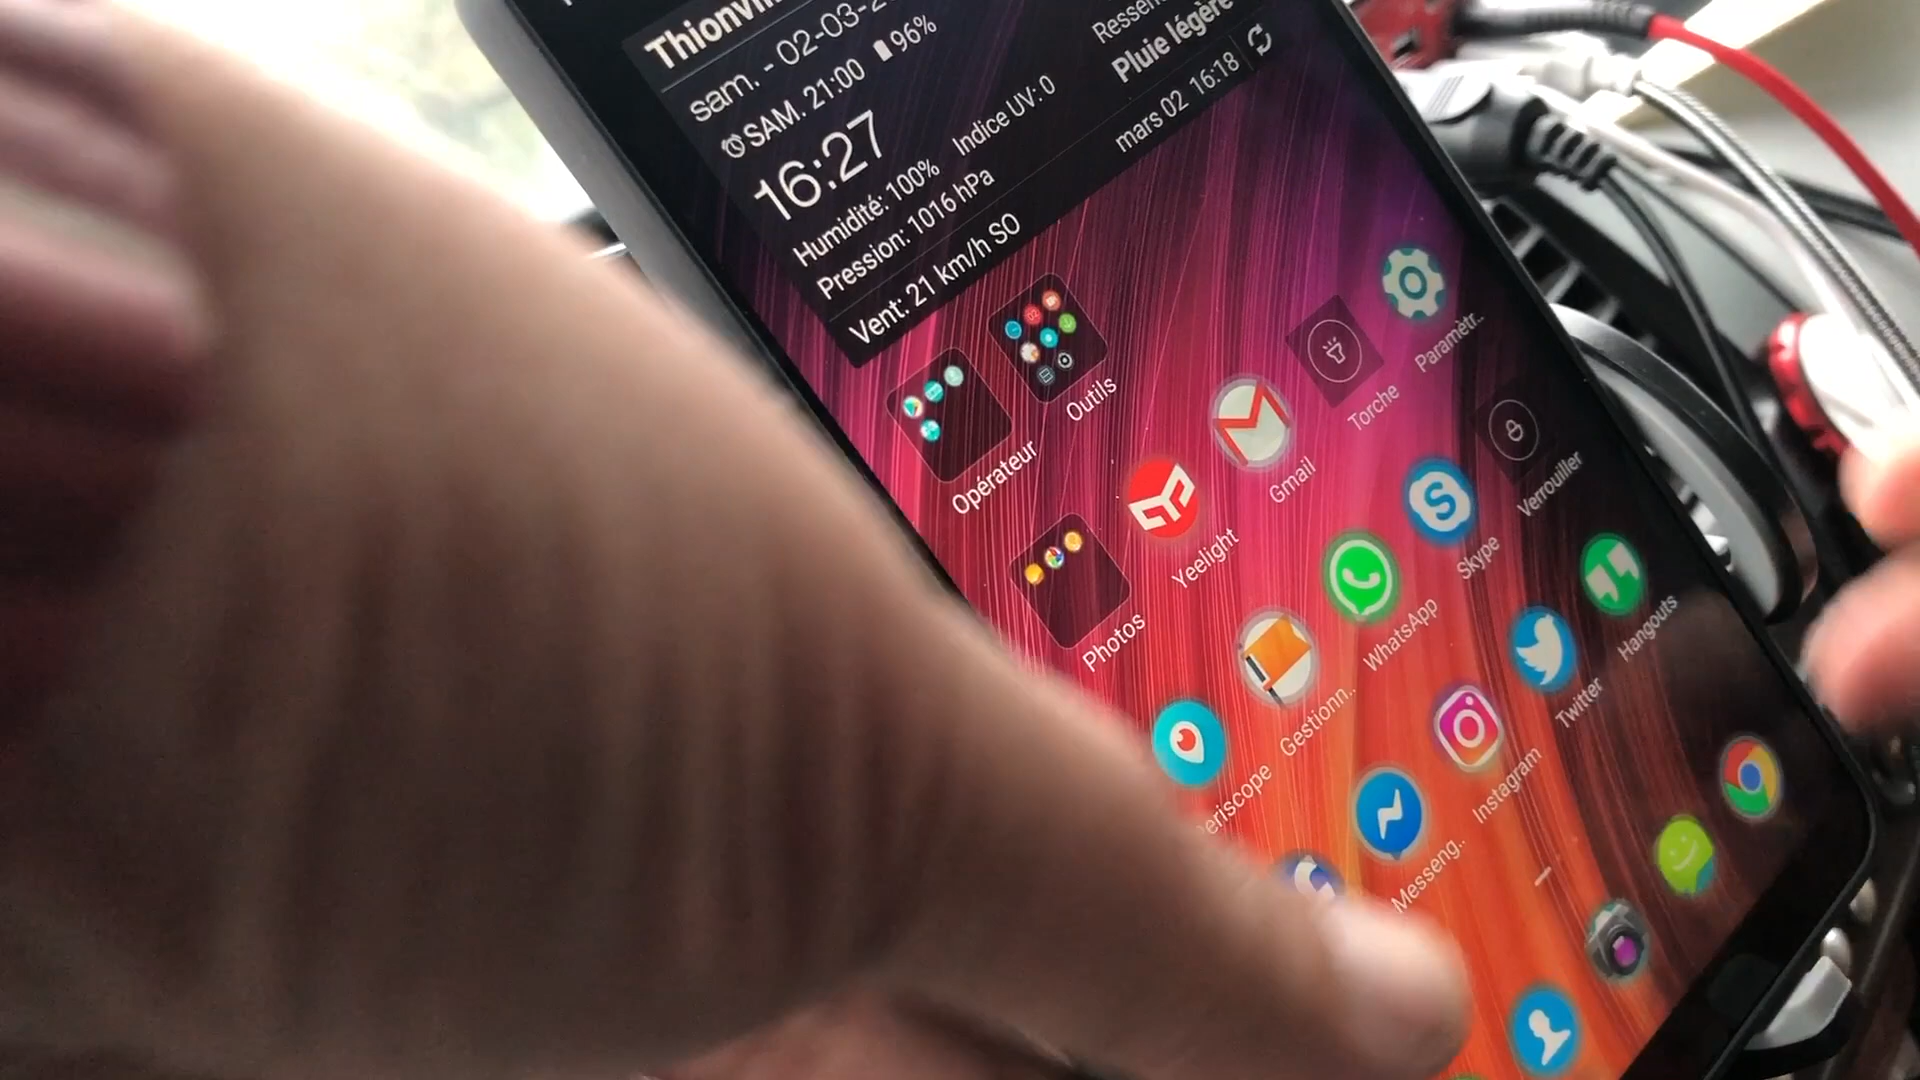 sam. - 02-03-2
SAM. 21:00 96%
16:27
Humidité: 100% Indice UV: 0
Pression: 1016 hPa
Vent: 21 km/h SO
Pluie légère
mars 02 16:18
Opérateur
Outils
Torche
Paramètr..
Photos
Yeelight
Gmail
Skype
Verrouiller
Gestionn..
WhatsApp
Twitter
Hangouts
eriscope
Messeng..
Instagram